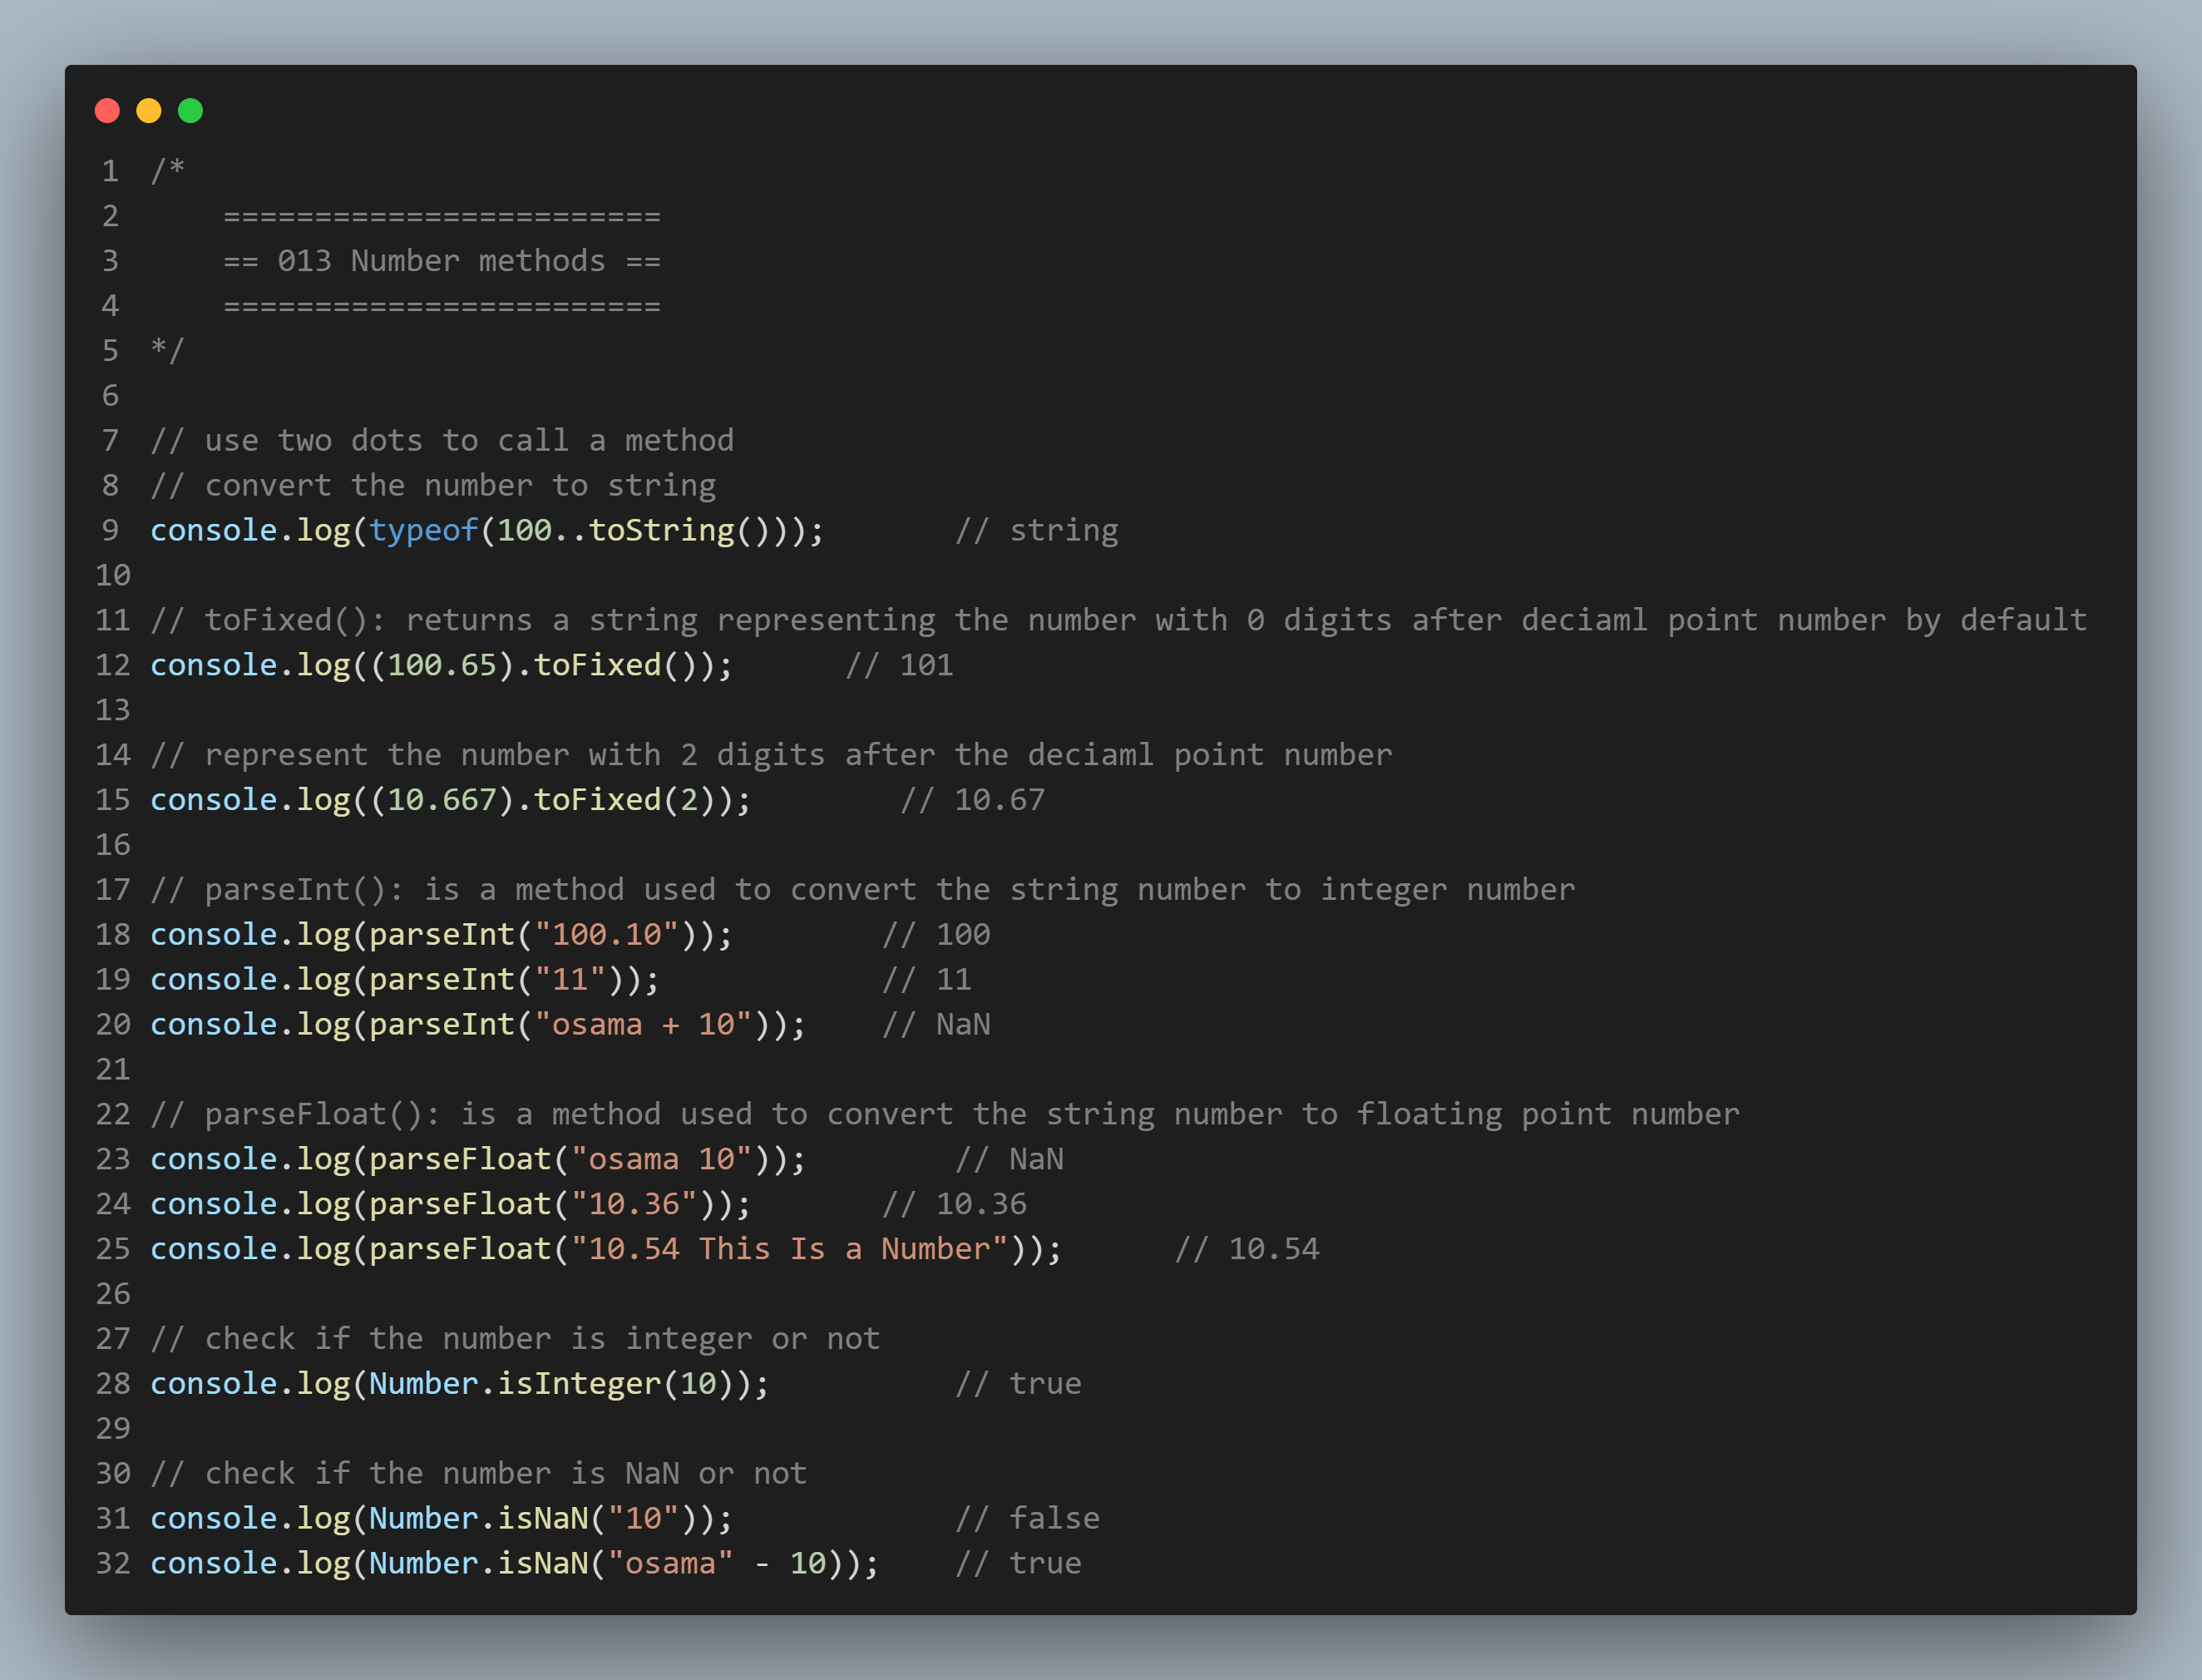 1 /*
2     ========================
3     == 013 Number methods ==
4     ========================
5 */
6
7 // use two dots to call a method
8 // convert the number to string
9 console.log(typeof(100..toString()));       // string
10
11 // toFixed(): returns a string representing the number with 0 digits after deciaml point number by default
12 console.log((100.65).toFixed());      // 101
13
14 // represent the number with 2 digits after the deciaml point number
15 console.log((10.667).toFixed(2));        // 10.67
16
17 // parseInt(): is a method used to convert the string number to integer number
18 console.log(parseInt("100.10"));        // 100
19 console.log(parseInt("11"));            // 11
20 console.log(parseInt("osama + 10"));    // NaN
21
22 // parseFloat(): is a method used to convert the string number to floating point number
23 console.log(parseFloat("osama 10"));        // NaN
24 console.log(parseFloat("10.36"));       // 10.36
25 console.log(parseFloat("10.54 This Is a Number"));      // 10.54
26
27 // check if the number is integer or not
28 console.log(Number.isInteger(10));          // true
29
30 // check if the number is NaN or not
31 console.log(Number.isNaN("10"));            // false
32 console.log(Number.isNaN("osama" - 10));    // true